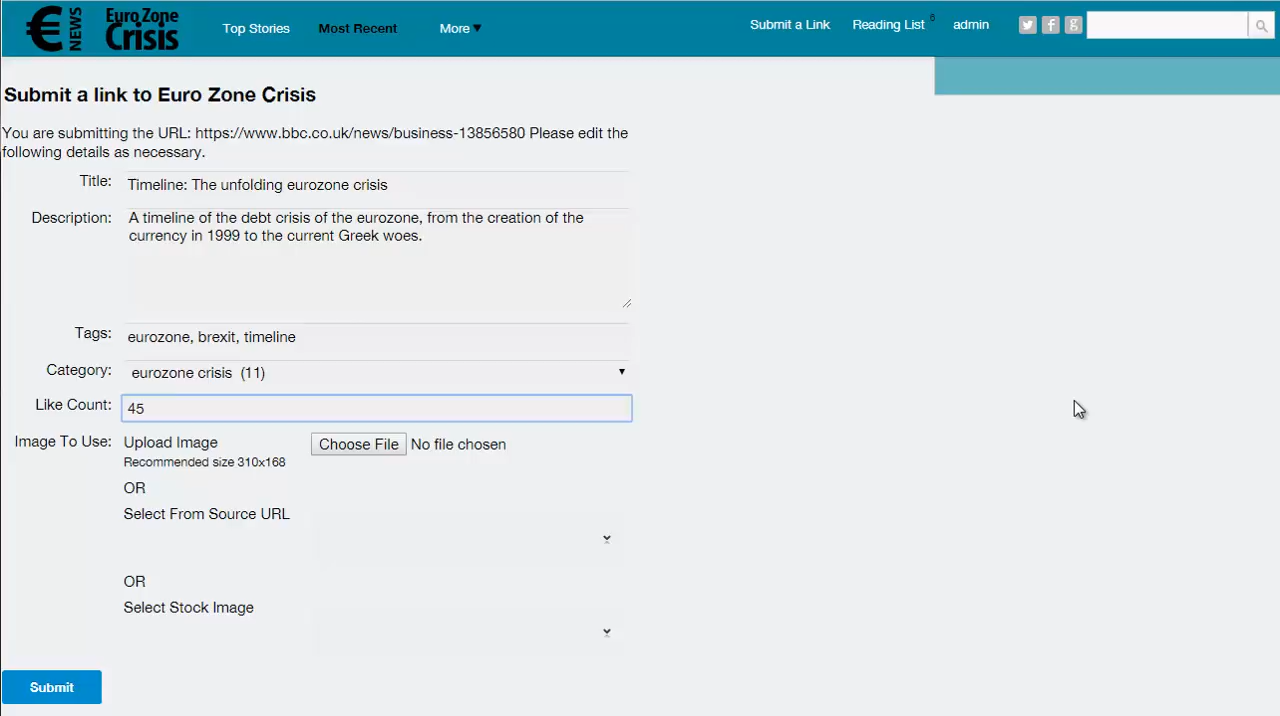 € NEWS Euro Zone Crisis
Top Stories Most Recent More ▼ Submit a Link Reading List 6 admin
Submit a link to Euro Zone Crisis
You are submitting the URL: https://www.bbc.co.uk/news/business-13856580 Please edit the
following details as necessary.
Title: Timeline: The unfolding eurozone crisis
Description: A timeline of the debt crisis of the eurozone, from the creation of the
currency in 1999 to the current Greek woes.
Tags: eurozone, brexit, timeline
Category: eurozone crisis (11)
Like Count: 45
Image To Use: Upload Image Choose File No file chosen
Recommended size 310x168
OR
Select From Source URL
OR
Select Stock Image
Submit